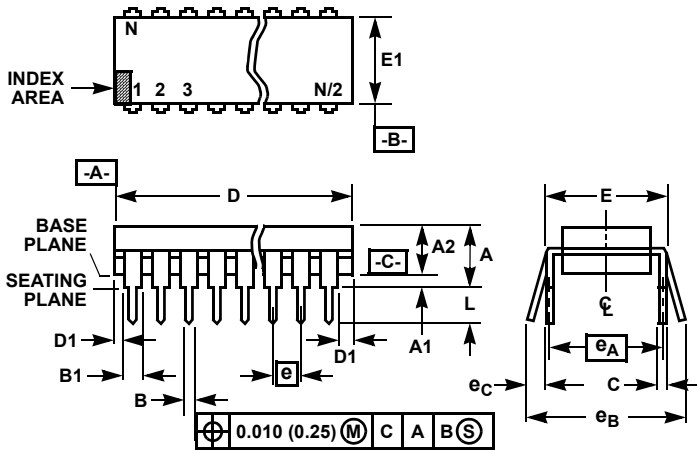 N
INDEX
AREA
1 2 3 N/2
E1
-B-
-A-
D
E
BASE
PLANE
A2
A
-C-
SEATING
PLANE
L
C
L
D1
A1
D1
eA
B1
e
eC
C
B
eB
0.010 (0.25) M C A B S